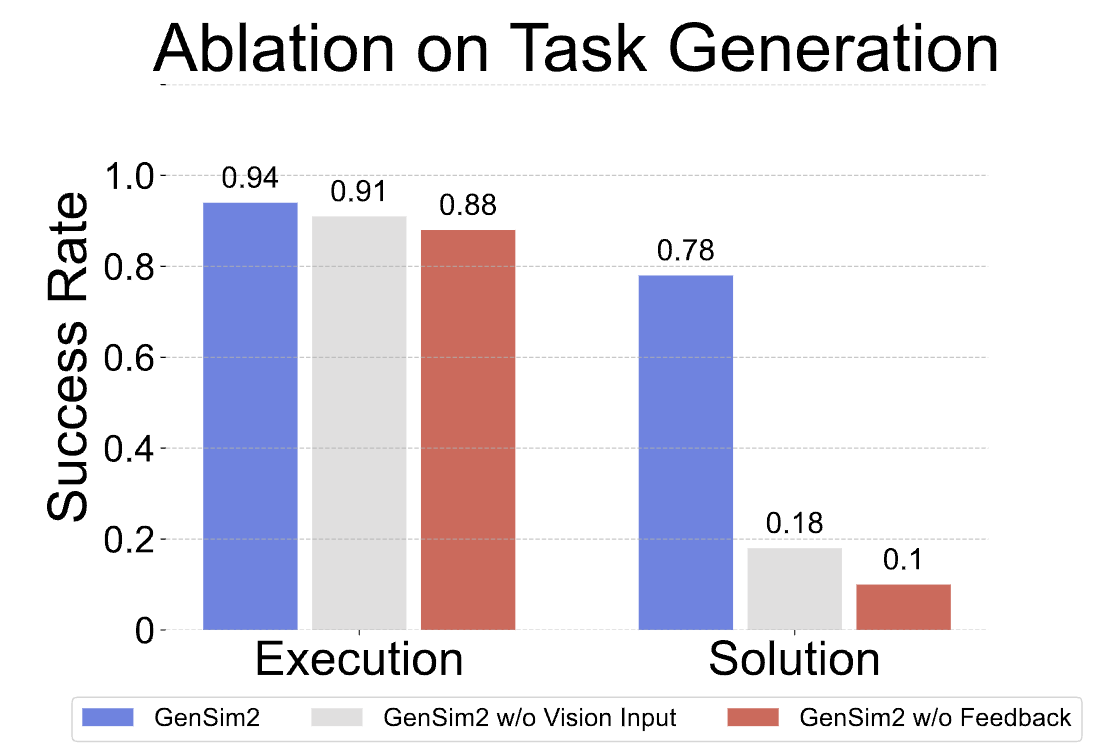 Ablation on Task Generation
Success Rate
1.0
0.8
0.6
0.4
0.2
0
0.94
0.91
0.88
0.78
0.18
0.1
Execution
Solution
GenSim2
GenSim2 w/o Vision Input
GenSim2 w/o Feedback